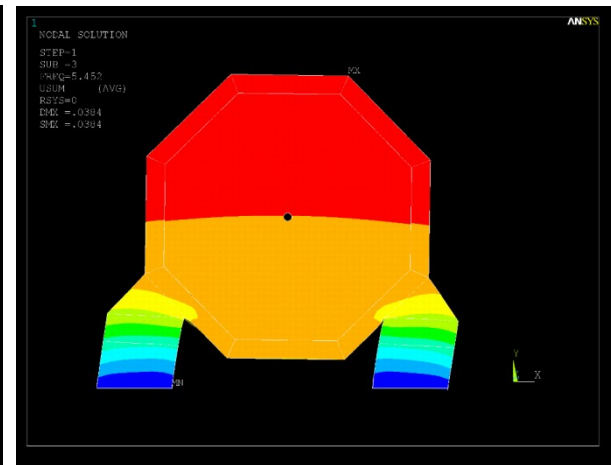 1
ANSYS
NODAL SOLUTION
STEP=1
SUB =3
FREQ=5.452
USUM (AVG)
RSYS=0
DMX =.0384
SMX =.0384
MX
MN
Y
X